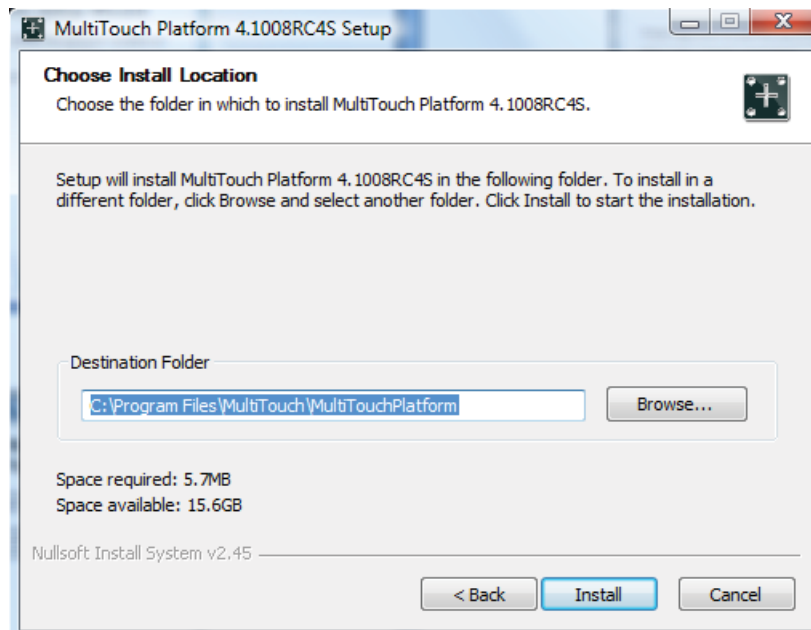 MultiTouch Platform 4.1008RC4S Setup
Choose Install Location
Choose the folder in which to install MultiTouch Platform 4.1008RC4S.
Setup will install MultiTouch Platform 4.1008RC4S in the following folder. To install in a
different folder, click Browse and select another folder. Click Install to start the installation.
Destination Folder
C:\Program Files\MultiTouch\MultiTouchPlatform
Browse...
Space required: 5.7MB
Space available: 15.6GB
Nullsoft Install System v2.45
< Back
Install
Cancel